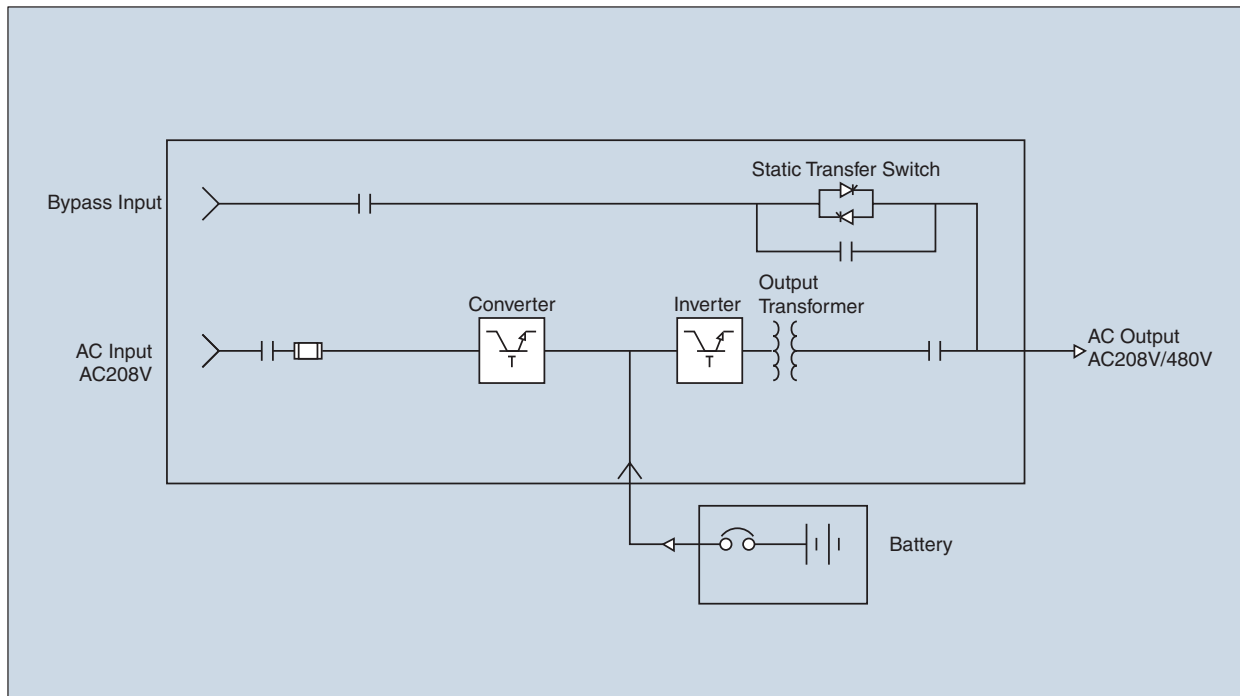 Static Transfer Switch
Bypass Input
Output
Transformer
Converter
Inverter
AC Input
AC208V
T
T
AC Output
AC208V/480V
Battery